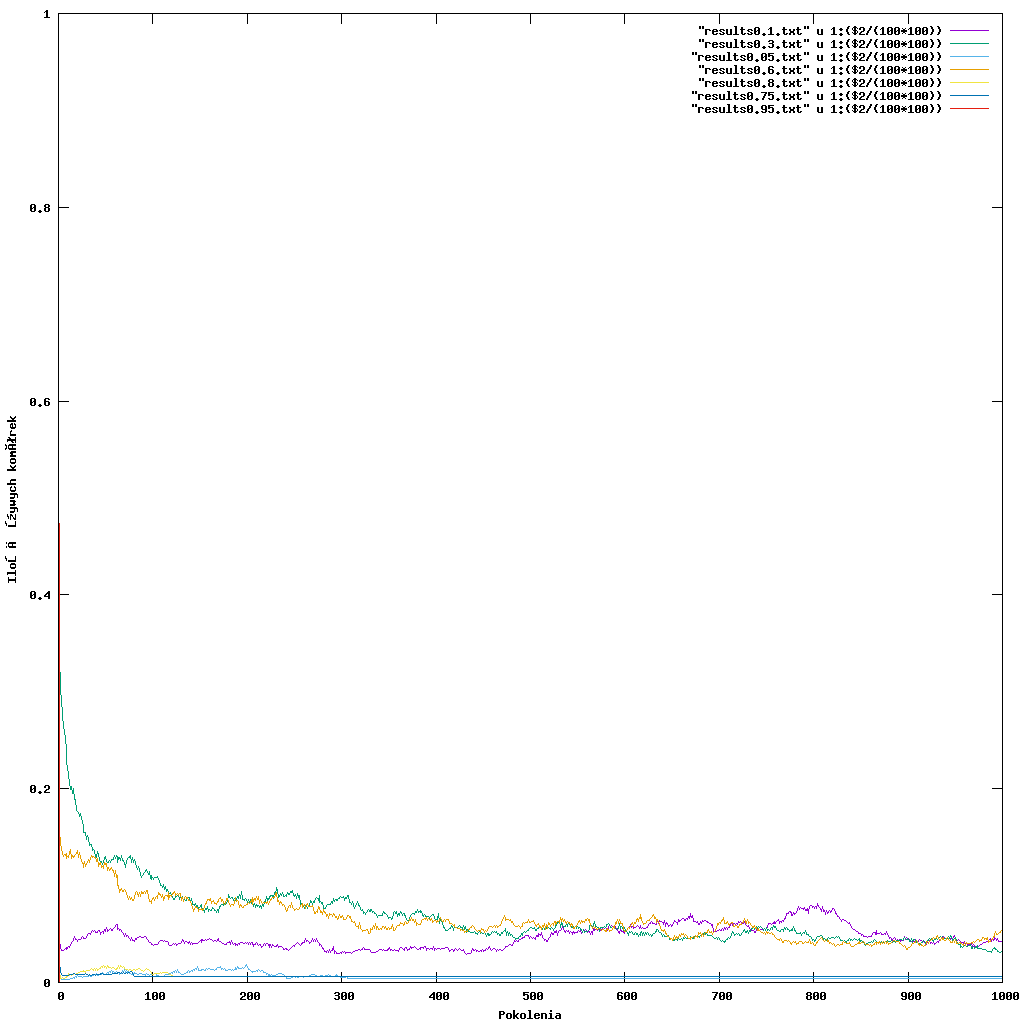 1
0.8
0.6
0.4
0.2
0
"results0.1.txt" u 1:($2/(100*100))
"results0.3.txt" u 1:($2/(100*100))
"results0.05.txt" u 1:($2/(100*100))
"results0.6.txt" u 1:($2/(100*100))
"results0.8.txt" u 1:($2/(100*100))
"results0.75.txt" u 1:($2/(100*100))
"results0.95.txt" u 1:($2/(100*100))
0 100 200 300 400 500 600 700 800 900 1000
Pokolenia